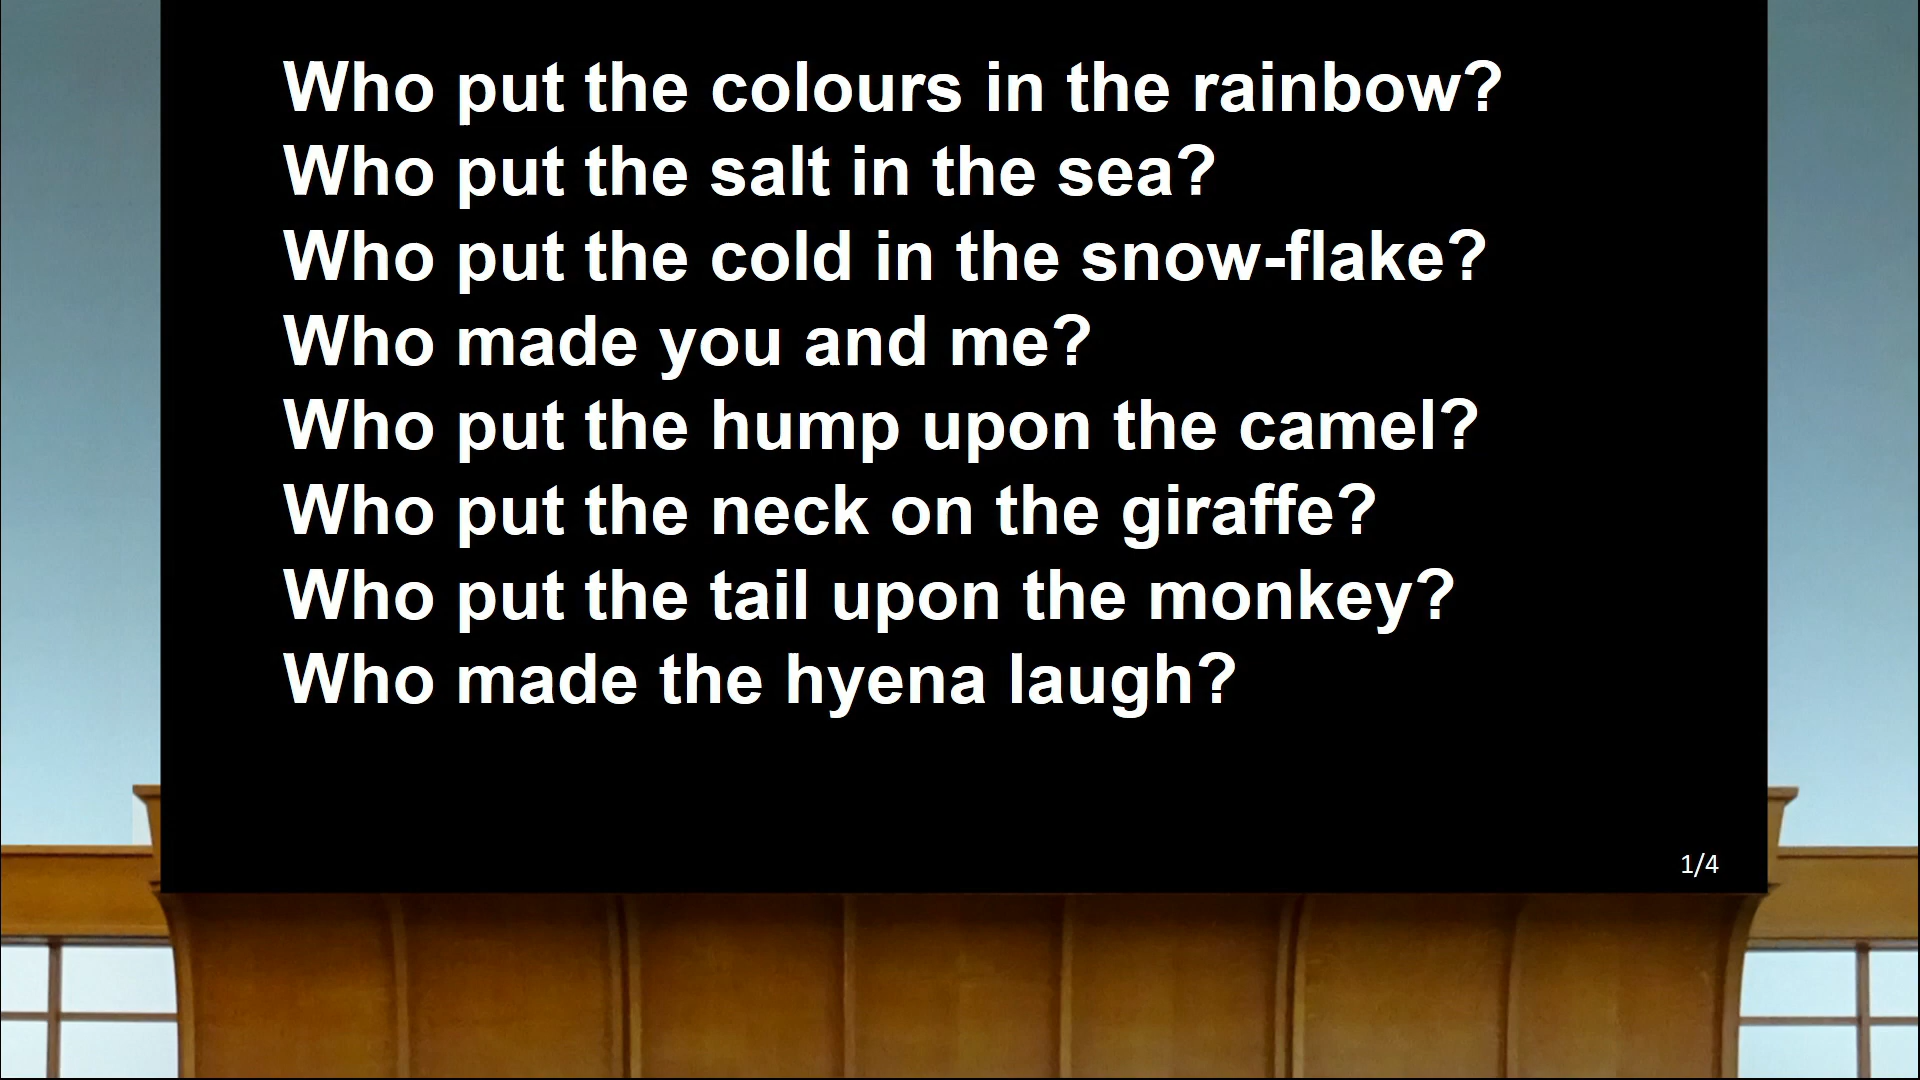 Who put the colours in the rainbow?
Who put the salt in the sea?
Who put the cold in the snow-flake?
Who made you and me?
Who put the hump upon the camel?
Who put the neck on the giraffe?
Who put the tail upon the monkey?
Who made the hyena laugh?
1/4